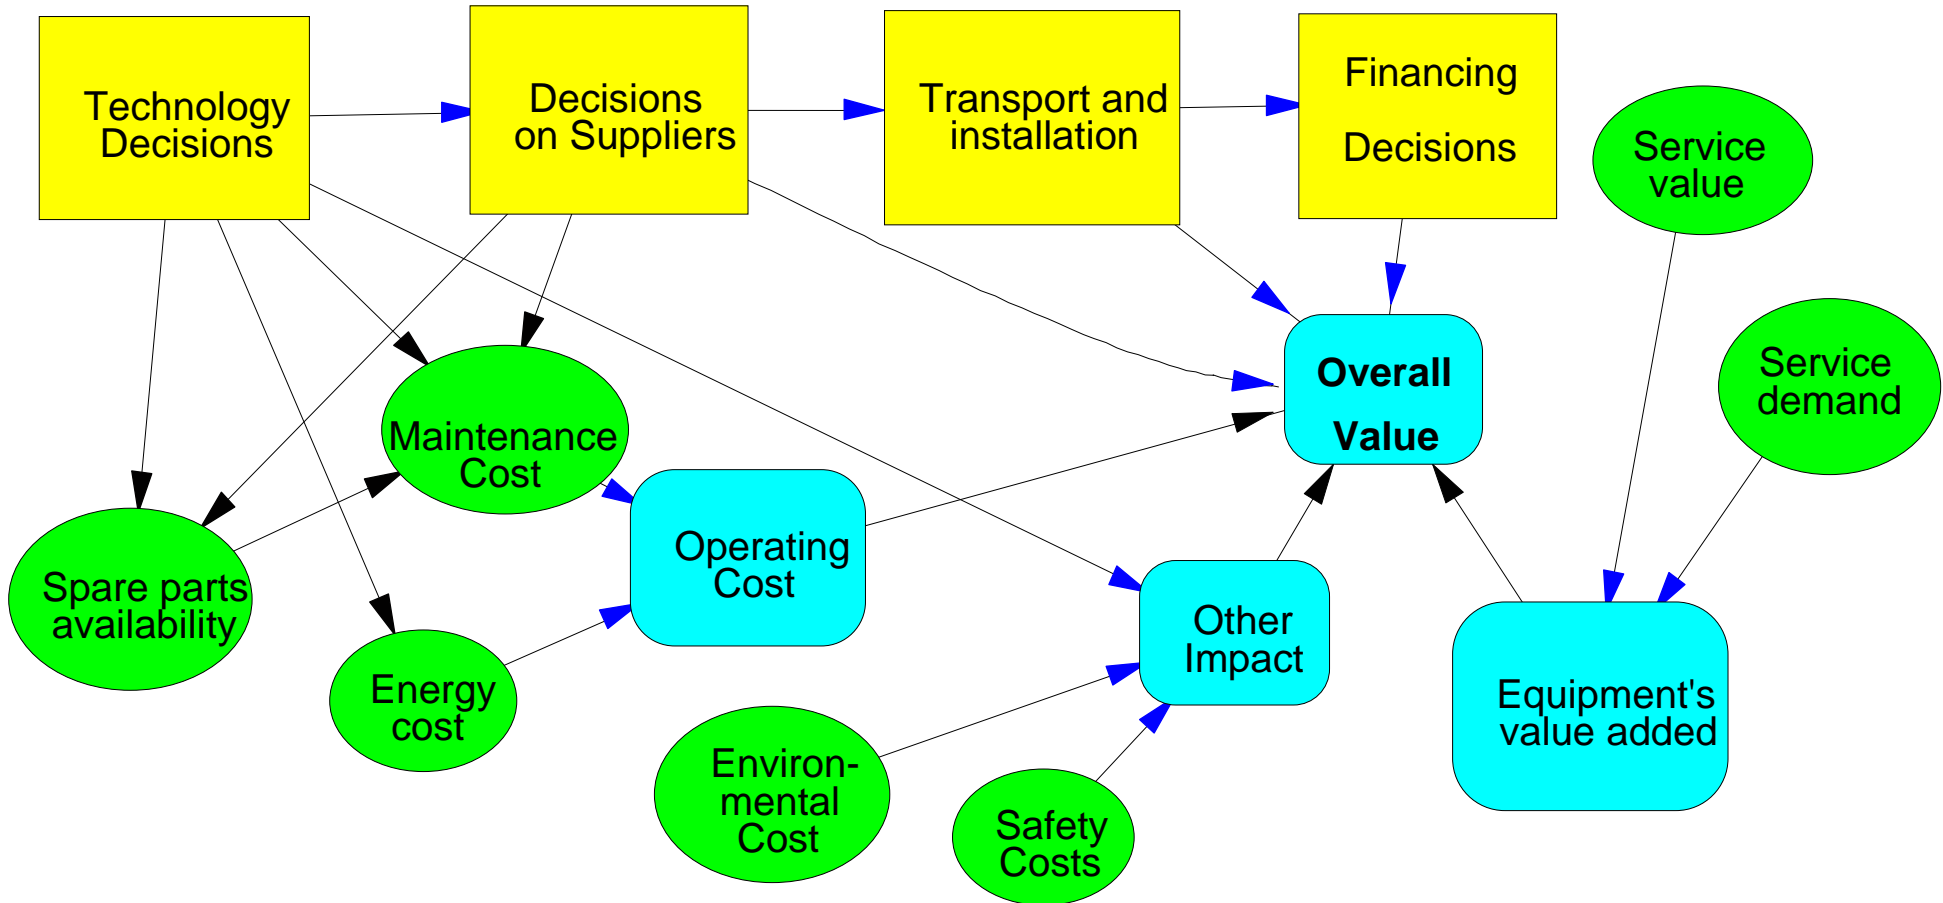 Technology
Decisions
Decisions
on Suppliers
Transport and
installation
Financing
Decisions
Service
value
Service
demand
Overall
Value
Maintenance
Cost
Operating
Cost
Spare parts
availability
Energy
cost
Other
Impact
Equipment's
value added
Environ-
mental
Cost
Safety
Costs